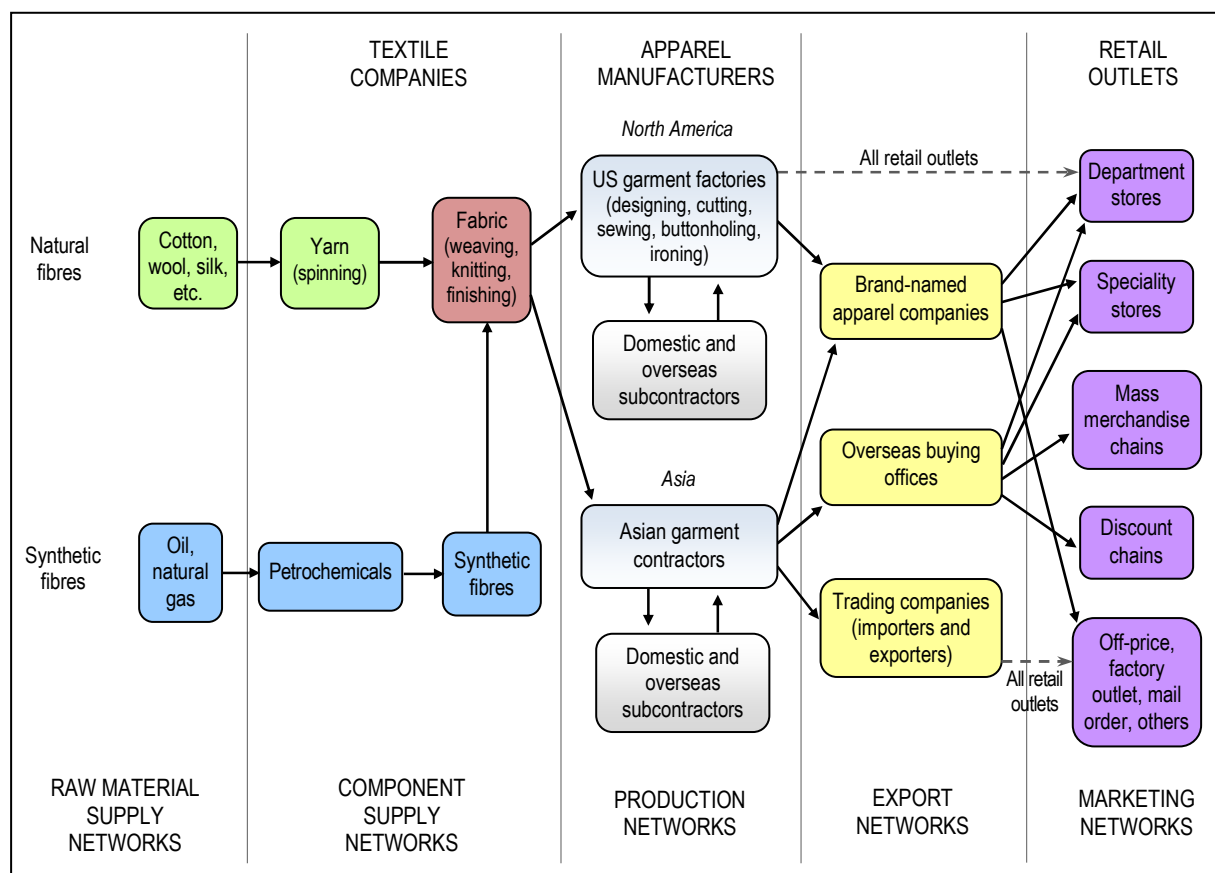 TEXTILE
COMPANIES
APPAREL
MANUFACTURERS
RETAIL
OUTLETS
North America
All retail outlets
Natural
fibres
Cotton,
wool, silk,
etc.
Yarn
(spinning)
Fabric
(weaving,
knitting,
finishing)
US garment factories
(designing, cutting,
sewing, buttonholing,
ironing)
Domestic and
overseas
subcontractors
Brand-named
apparel companies
Department
stores
Speciality
stores
Mass
merchandise
chains
Overseas buying
offices
Asia
Synthetic
fibres
Oil,
natural
gas
Petrochemicals
Synthetic
fibres
Asian garment
contractors
Discount
chains
Trading companies
(importers and
exporters)
Domestic and
overseas
subcontractors
All retail
outlets
Off-price,
factory
outlet, mail
order, others
RAW MATERIAL
SUPPLY
NETWORKS
COMPONENT
SUPPLY
NETWORKS
PRODUCTION
NETWORKS
EXPORT
NETWORKS
MARKETING
NETWORKS